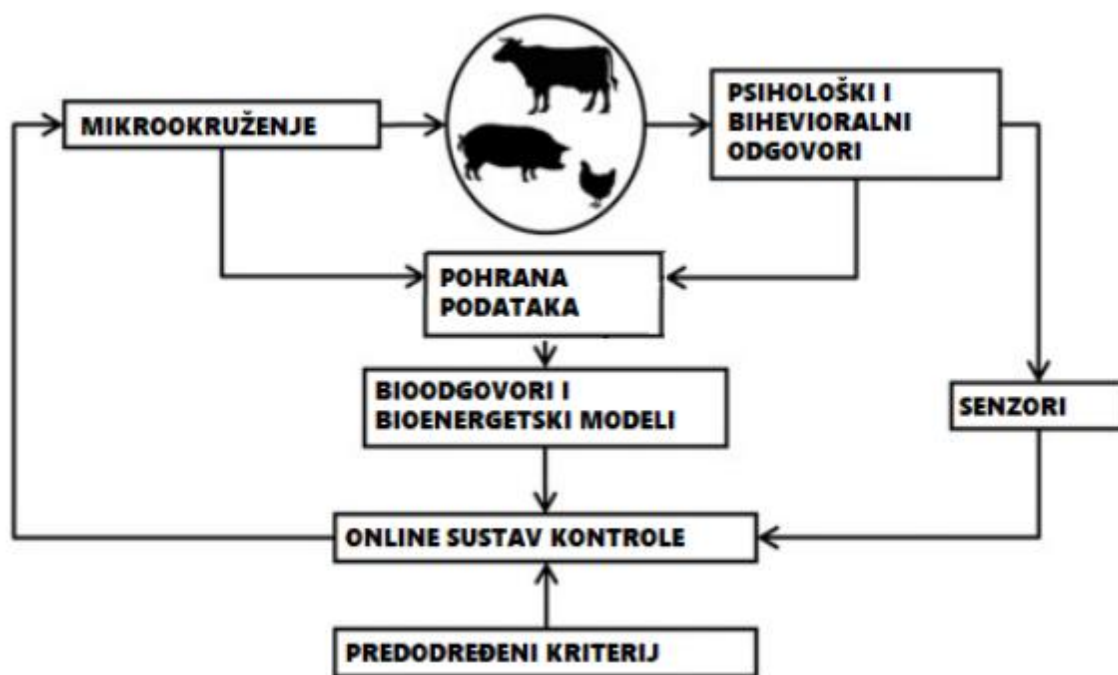 MIKROOKRUŽENJE
PSIHOLOŠKI I
BIHEVIORALNI
ODGOVORI
POHRANA
PODATAKA
BIOODGOVORI I
BIOENERGETSKI MODELI
SENZORI
ONLINE SUSTAV KONTROLE
PREDODREĐENI KRITERIJ